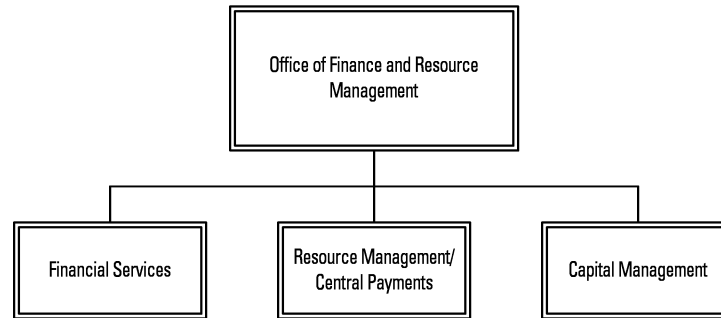 Office of Finance and Resource
Management
Financial Services
Resource Management/
Central Payments
Capital Management